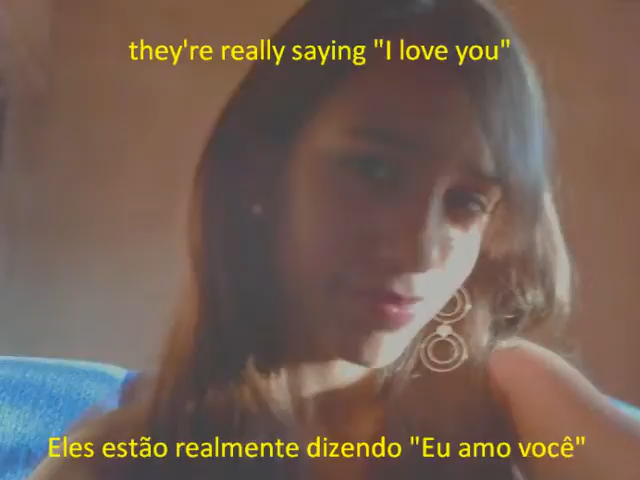 they're really saying "I love you"
Eles estão realmente dizendo "Eu amo você"